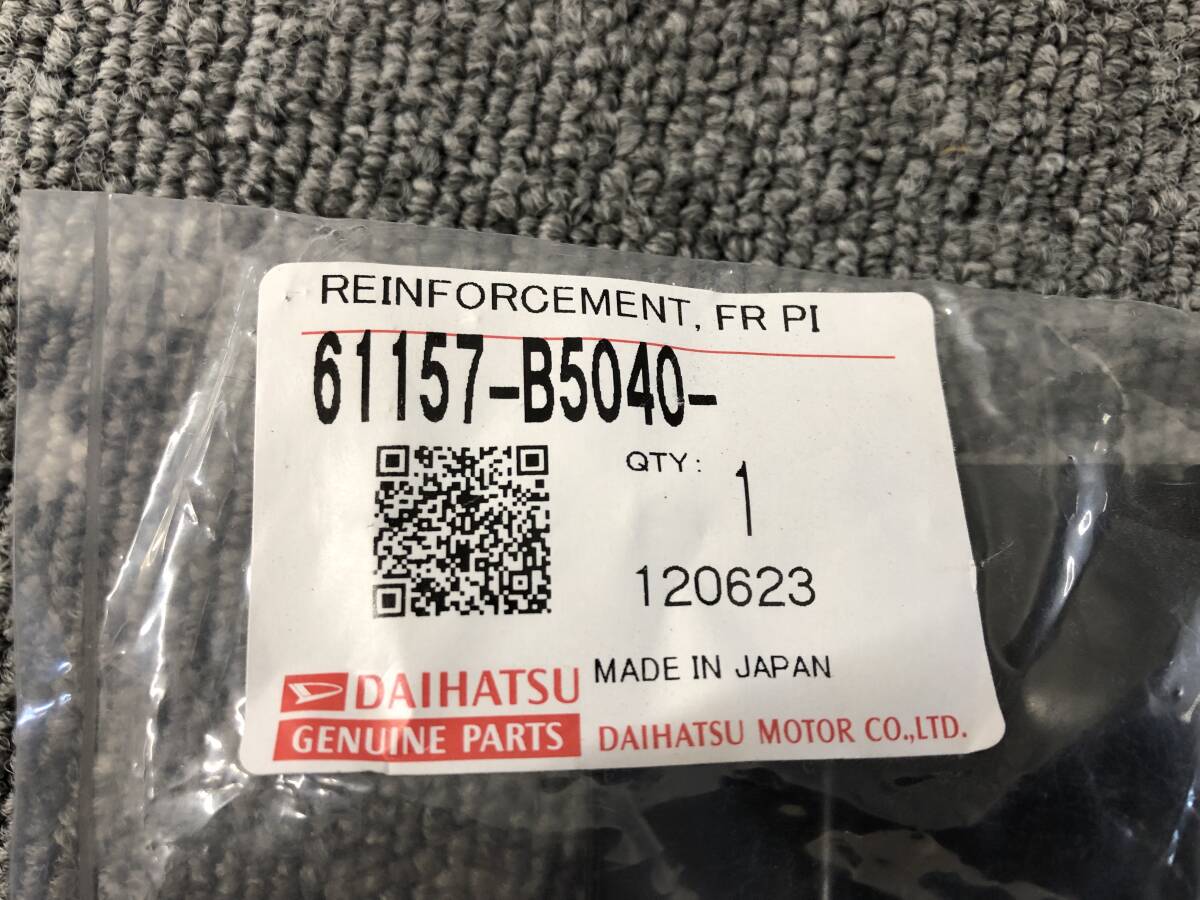 REINFORCEMENT, FR PI
61157-B5040-
QTY: 1
120623
MADE IN JAPAN
DAIHATSU
GENUINE PARTS
DAIHATSU MOTOR CO.,LTD.